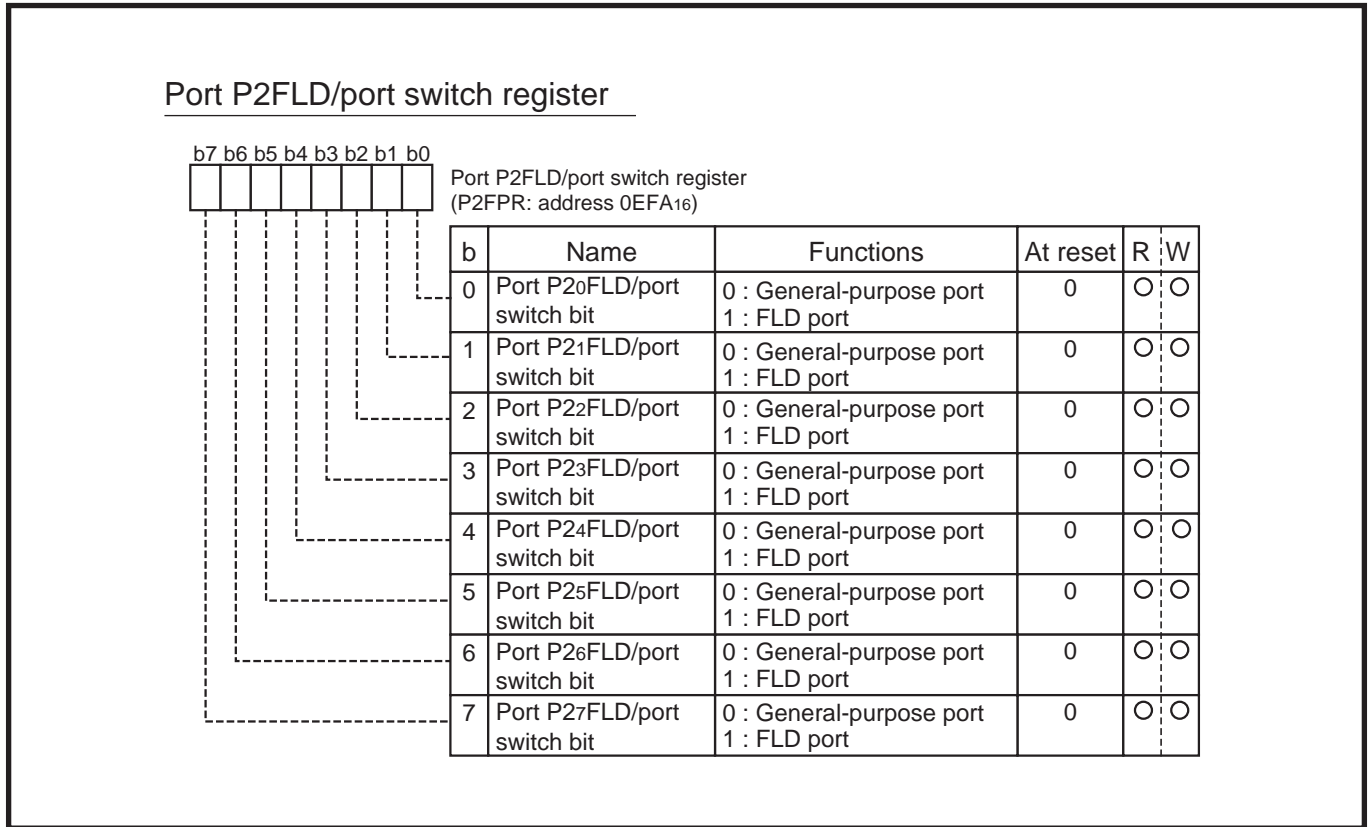 Port P2FLD/port switch register
b7 b6 b5 b4 b3 b2 b1 b0
Port P2FLD/port switch register
(P2FPR: address 0EFA16)
b Name Functions At reset R W
0 Port P20FLD/port switch bit 0 : General-purpose port 1 : FLD port 0 ○ ○
1 Port P21FLD/port switch bit 0 : General-purpose port 1 : FLD port 0 ○ ○
2 Port P22FLD/port switch bit 0 : General-purpose port 1 : FLD port 0 ○ ○
3 Port P23FLD/port switch bit 0 : General-purpose port 1 : FLD port 0 ○ ○
4 Port P24FLD/port switch bit 0 : General-purpose port 1 : FLD port 0 ○ ○
5 Port P25FLD/port switch bit 0 : General-purpose port 1 : FLD port 0 ○ ○
6 Port P26FLD/port switch bit 0 : General-purpose port 1 : FLD port 0 ○ ○
7 Port P27FLD/port switch bit 0 : General-purpose port 1 : FLD port 0 ○ ○